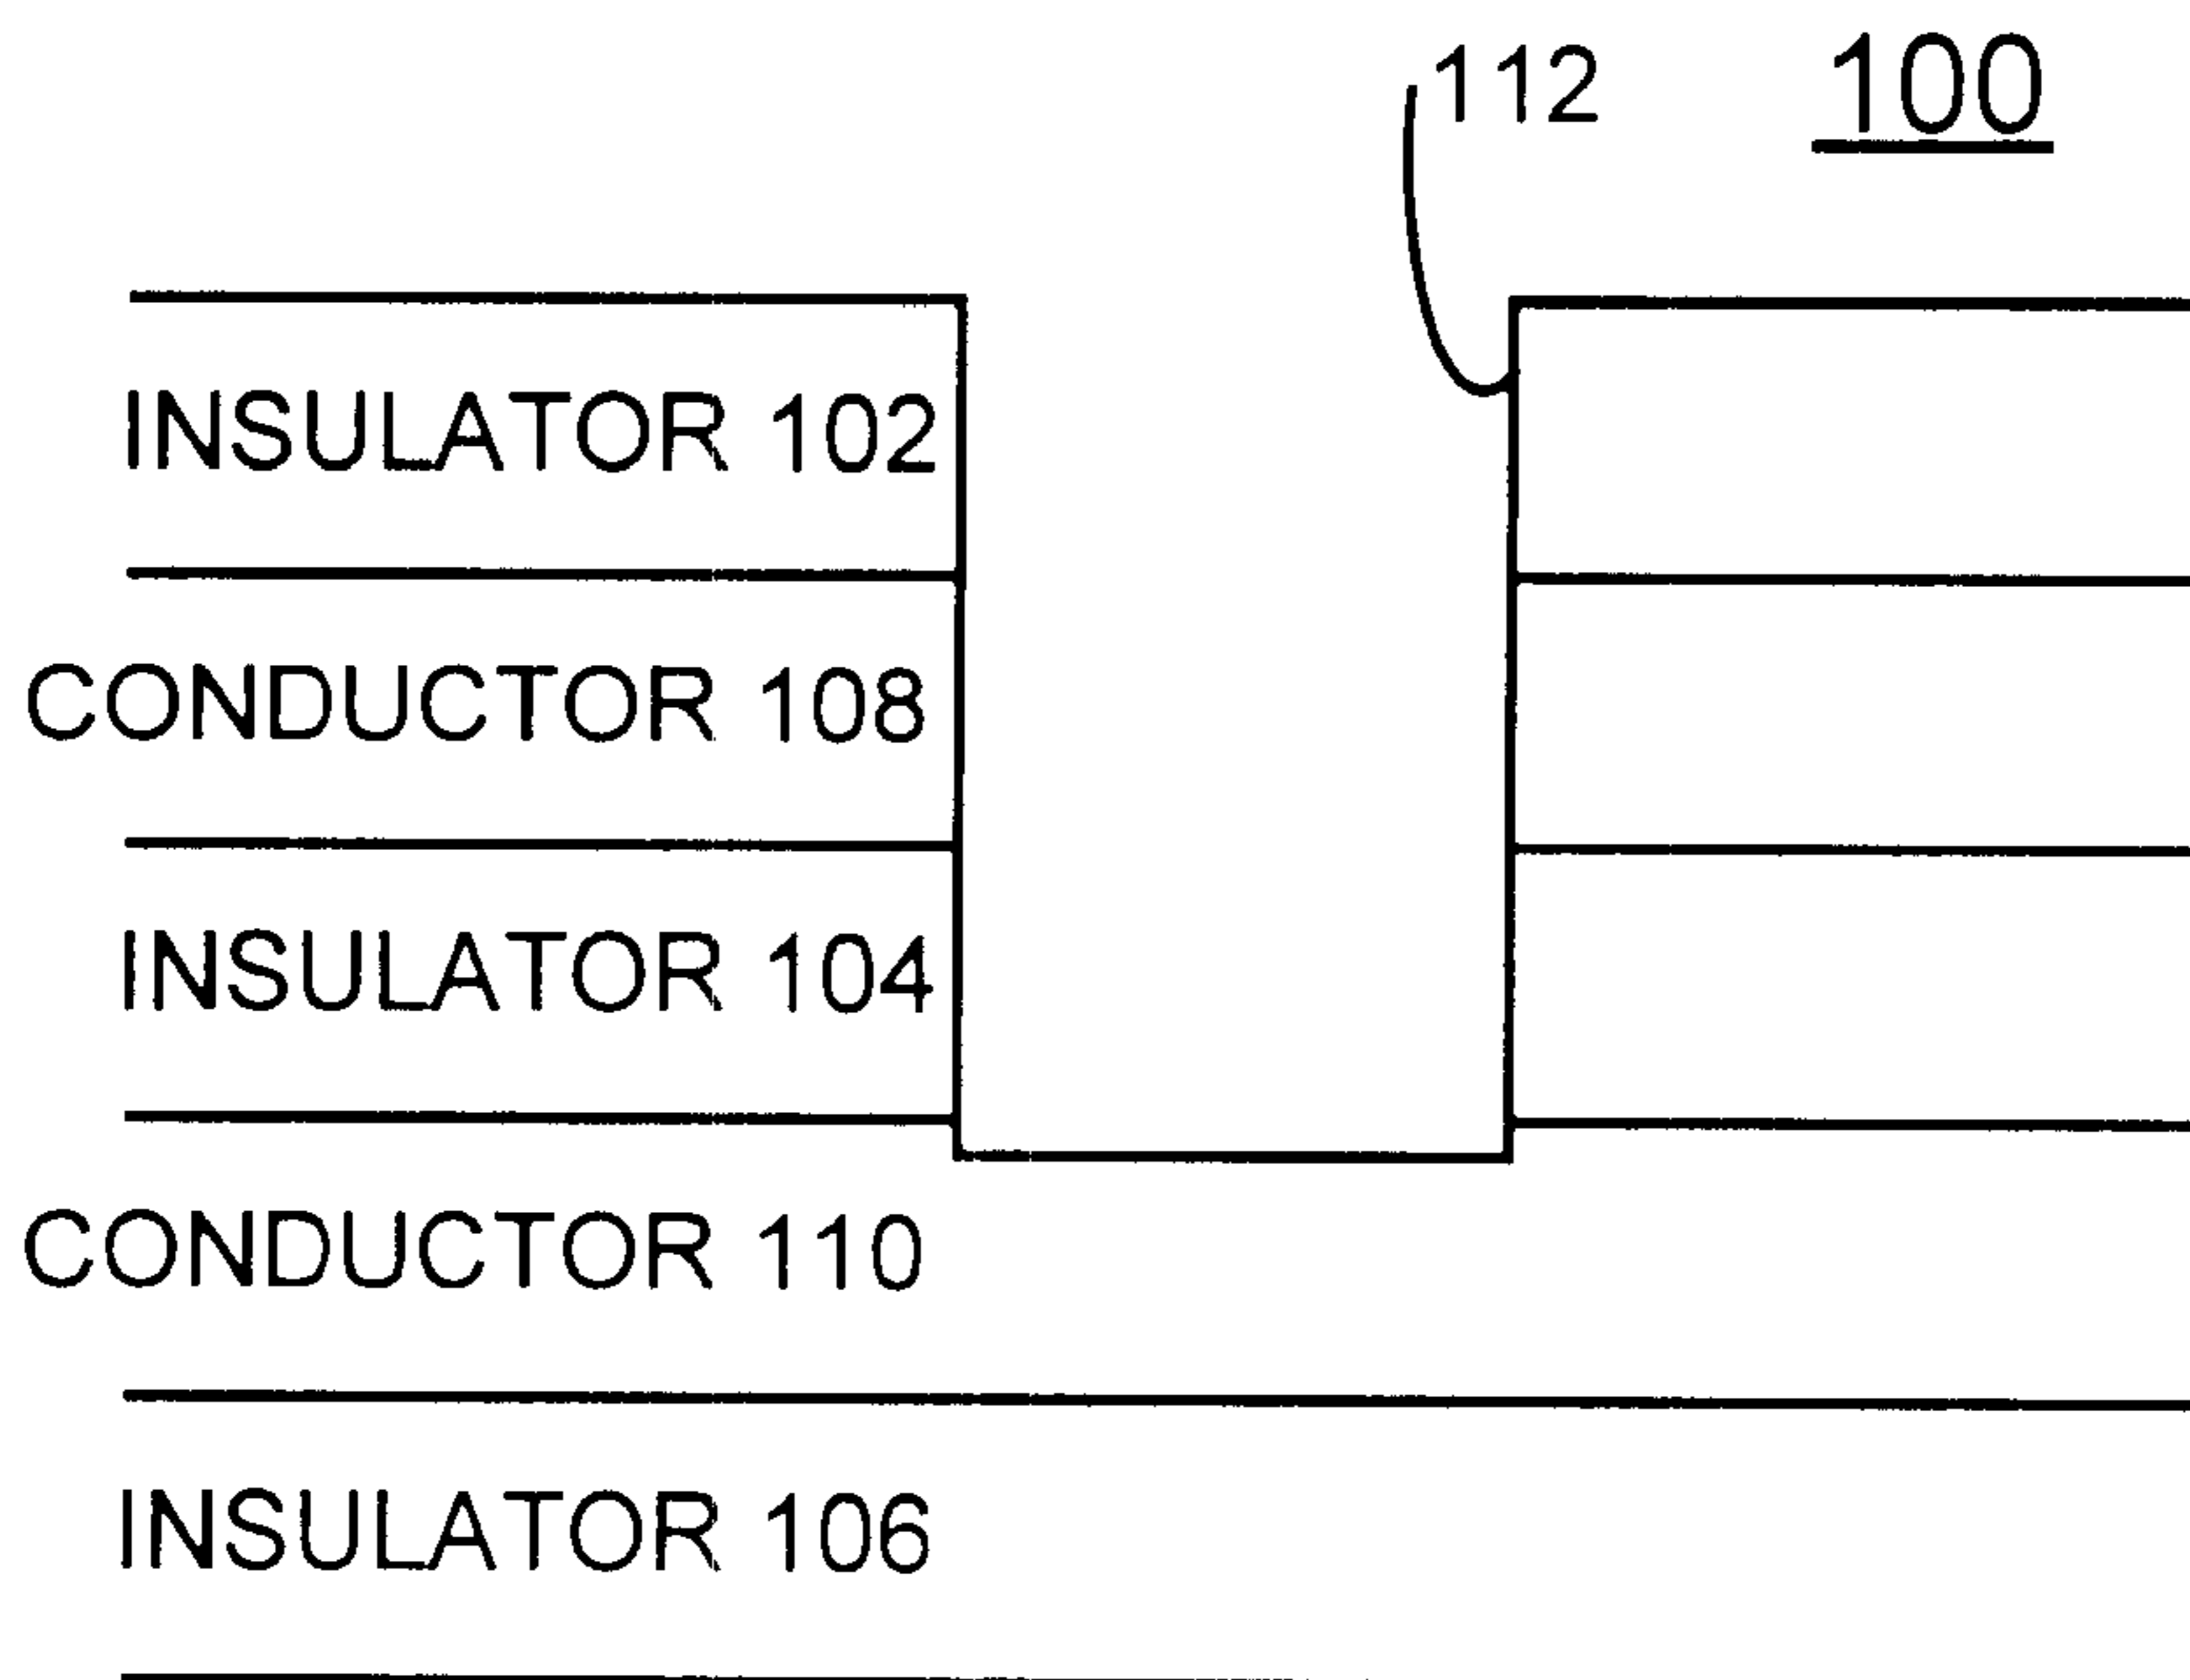 112 100
INSULATOR 102
CONDUCTOR 108
INSULATOR 104
CONDUCTOR 110
INSULATOR 106